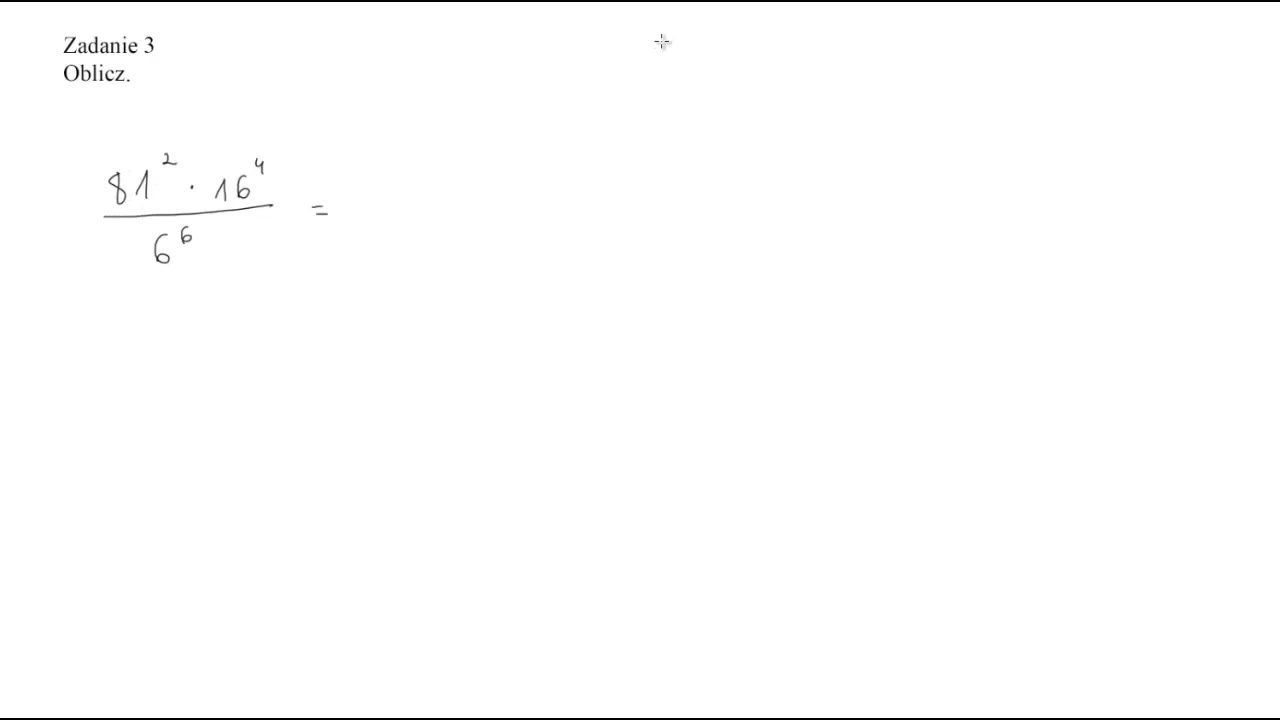 Zadanie 3
Oblicz.
81² · 16⁴
6⁶ =